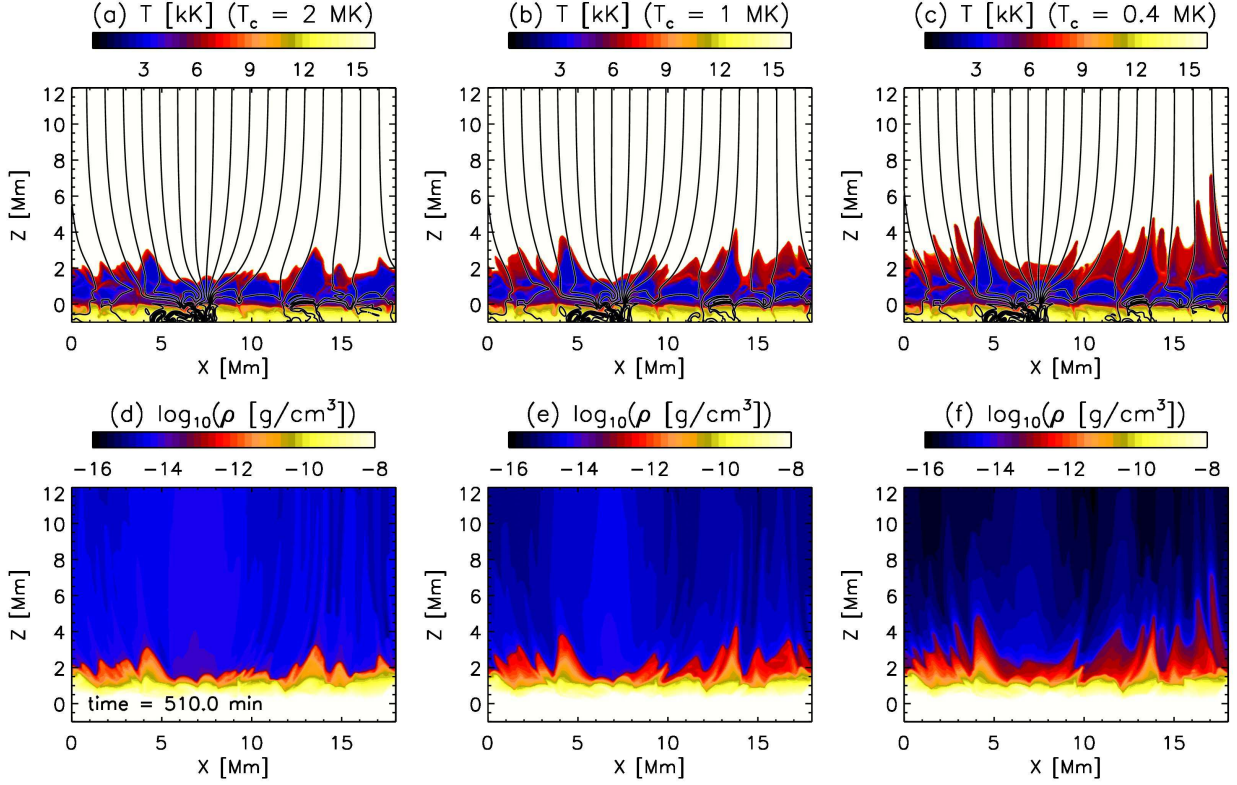 (a) T [kK] (T_c = 2 MK)
(b) T [kK] (T_c = 1 MK)
(c) T [kK] (T_c = 0.4 MK)
3 6 9 12 15
3 6 9 12 15
3 6 9 12 15
Z [Mm]
12
10
8
6
4
2
0
0 5 10 15
X [Mm]
Z [Mm]
12
10
8
6
4
2
0
0 5 10 15
X [Mm]
Z [Mm]
12
10
8
6
4
2
0
0 5 10 15
X [Mm]
(d) log₁₀(ρ [g/cm³])
(e) log₁₀(ρ [g/cm³])
(f) log₁₀(ρ [g/cm³])
−16 −14 −12 −10 −8
−16 −14 −12 −10 −8
−16 −14 −12 −10 −8
Z [Mm]
12
10
8
6
4
2
0
time = 510.0 min
0 5 10 15
X [Mm]
Z [Mm]
12
10
8
6
4
2
0
0 5 10 15
X [Mm]
Z [Mm]
12
10
8
6
4
2
0
0 5 10 15
X [Mm]